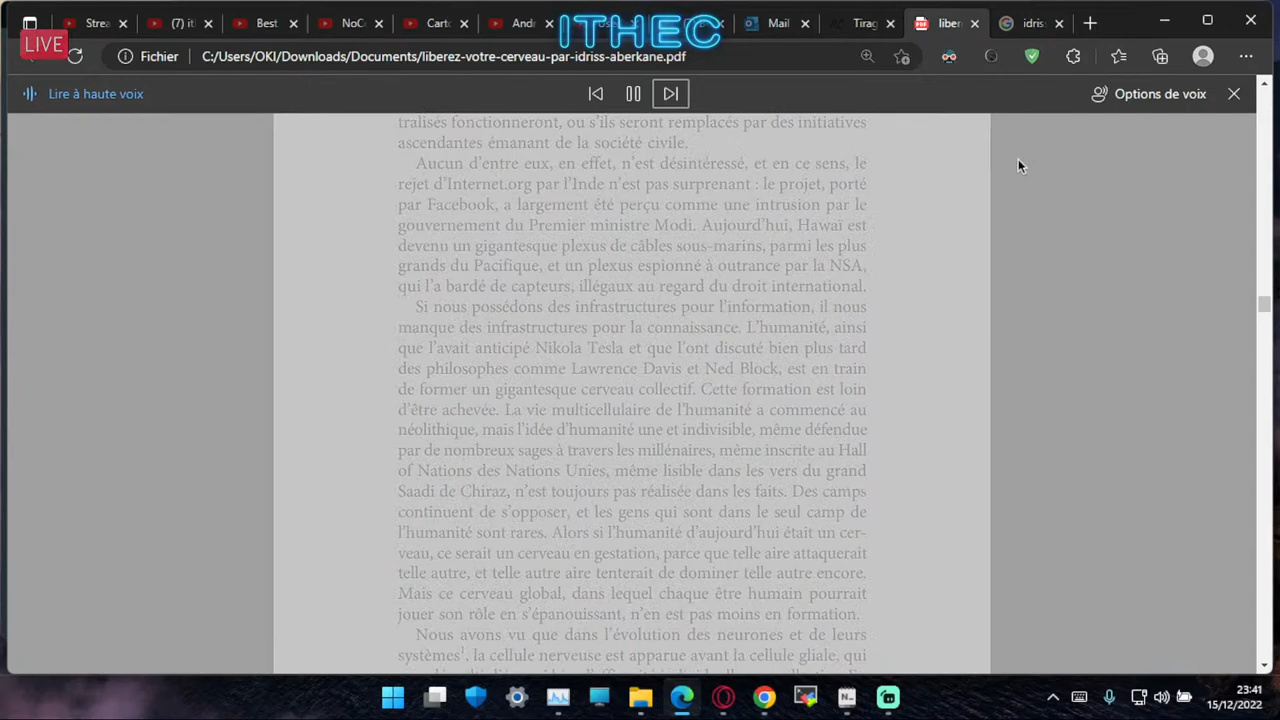 Strea
(7) it
Best
NoCo
Carto
Andr
ITHEC
Mail
Tirag
liber
idris
LIVE
Fichier
C:/Users/OKI/Downloads/Documents/liberez-votre-cerveau-par-idriss-aberkane.pdf
Lire à haute voix
Options de voix
tralisés fonctionneront, ou s'ils seront remplacés par des initiatives
ascendantes émanant de la société civile.
Aucun d'entre eux, en effet, n'est désintéressé, et en ce sens, le
rejet d'Internet.org par l'Inde n'est pas surprenant : le projet, porté
par Facebook, a largement été perçu comme une intrusion par le
gouvernement du Premier ministre Modi. Aujourd'hui, Hawaï est
devenu un gigantesque plexus de câbles sous-marins, parmi les plus
grands du Pacifique, et un plexus espionné à outrance par la NSA,
qui l'a bardé de capteurs, illégaux au regard du droit international.
Si nous possédons des infrastructures pour l'information, il nous
manque des infrastructures pour la connaissance. L'humanité, ainsi
que l'avait anticipé Nikola Tesla et que l'ont discuté bien plus tard
des philosophes comme Lawrence Davis et Ned Block, est en train
de former un gigantesque cerveau collectif. Cette formation est loin
d'être achevée. La vie multicellulaire de l'humanité a commencé au
néolithique, mais l'idée d'humanité une et indivisible, même défendue
par de nombreux sages à travers les millénaires, même inscrite au Hall
of Nations des Nations Unies, même lisible dans les vers du grand
Saadi de Chiraz, n'est toujours pas réalisée dans les faits. Des camps
continuent de s'opposer, et les gens qui sont dans le seul camp de
l'humanité sont rares. Alors si l'humanité d'aujourd'hui était un cer-
veau, ce serait un cerveau en gestation, parce que telle aire attaquerait
telle autre, et telle autre aire tenterait de dominer telle autre encore.
Mais ce cerveau global, dans lequel chaque être humain pourrait
jouer son rôle en s'épanouissant, n'en est pas moins en formation.
Nous avons vu que dans l'évolution des neurones et de leurs
systèmes¹, la cellule nerveuse est apparue avant la cellule gliale, qui
23:41
15/12/2022